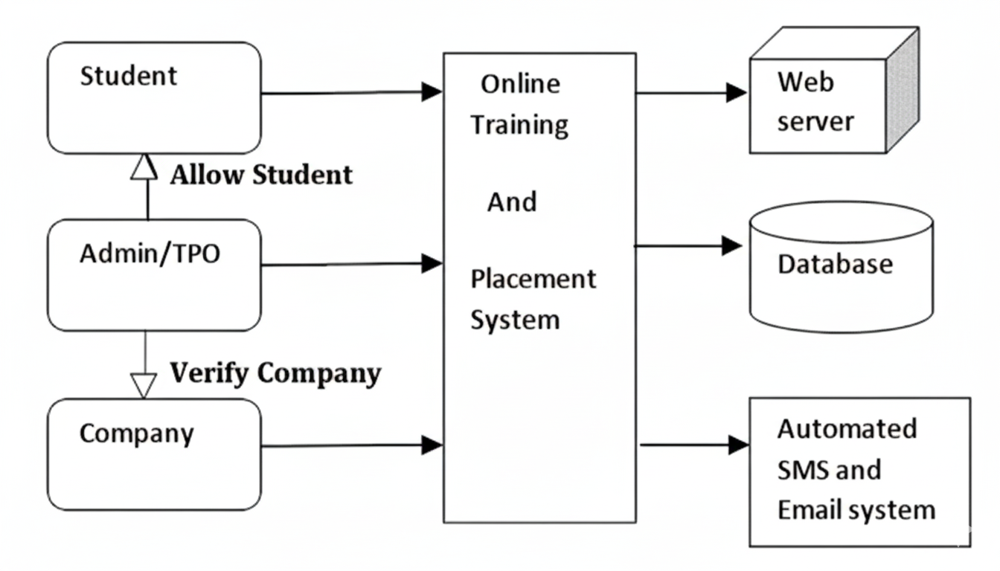 Student
Allow Student
Admin/TPO
Verify Company
Company
Online
Training
And
Placement
System
Web
server
Database
Automated
SMS and
Email system